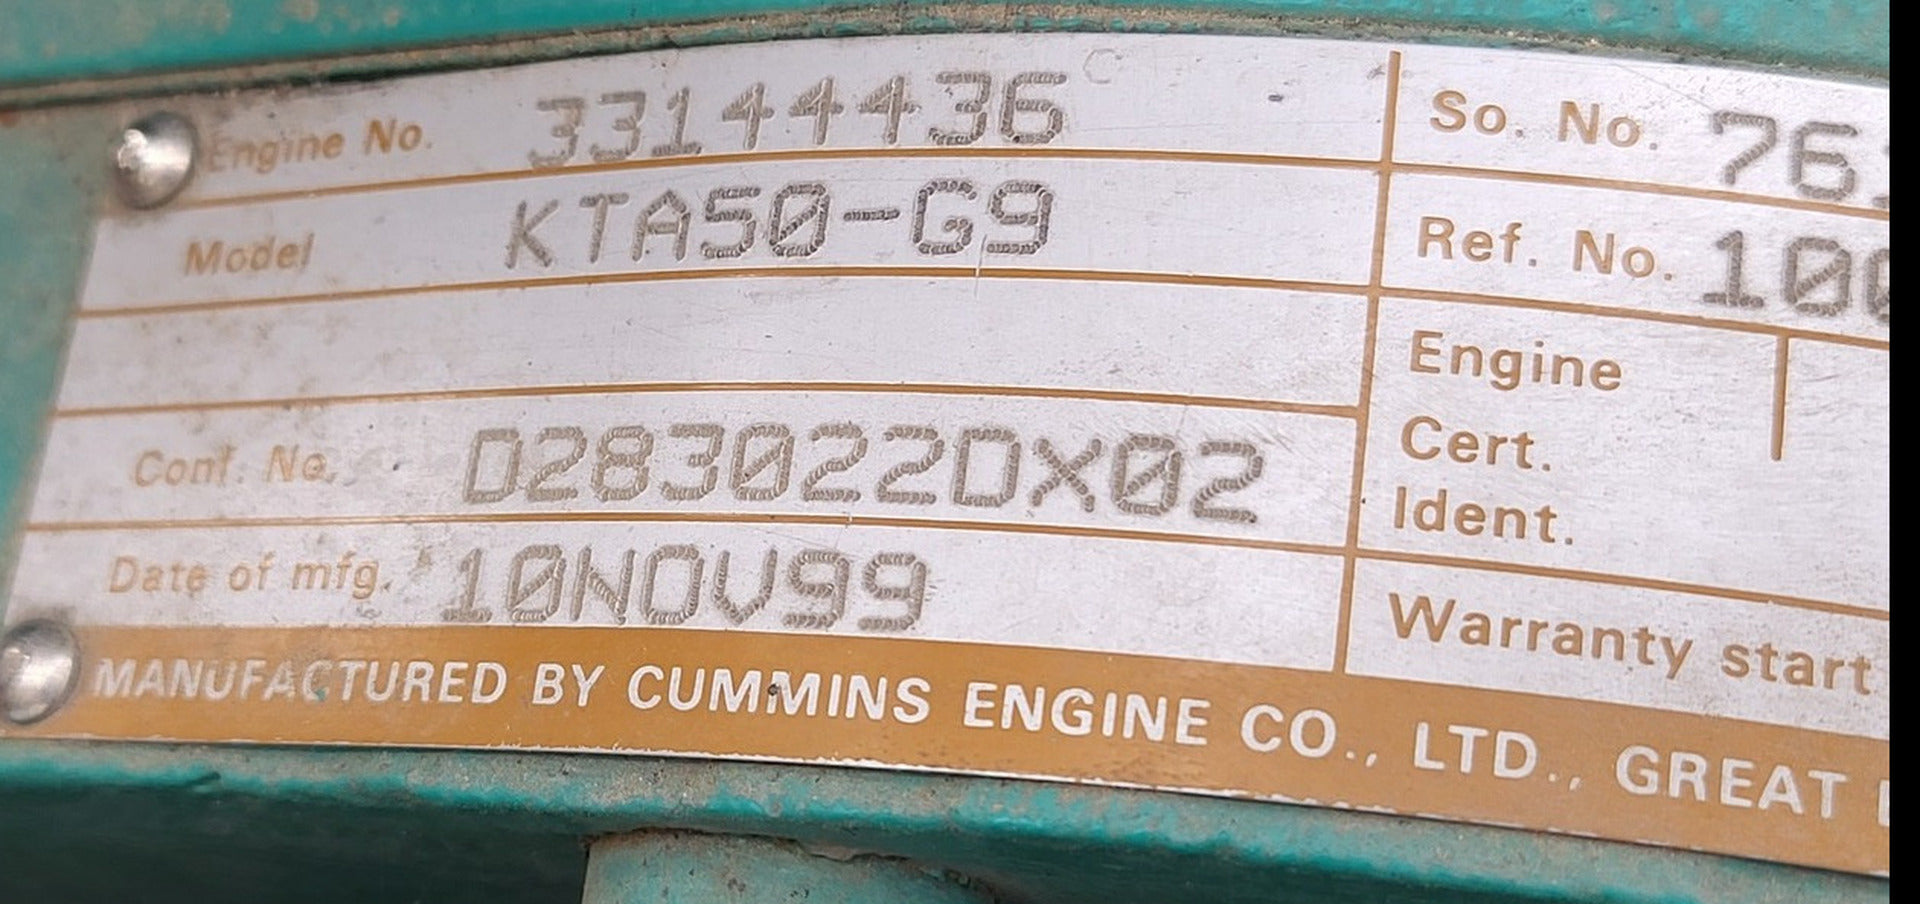 Engine No. 33144436
Model KTA50-G9
Conf. No. D283022DX02
Date of mfg. 10NOV99
So. No. 76
Ref. No. 100
Engine
Cert.
Ident.
Warranty start
MANUFACTURED BY CUMMINS ENGINE CO., LTD., GREAT